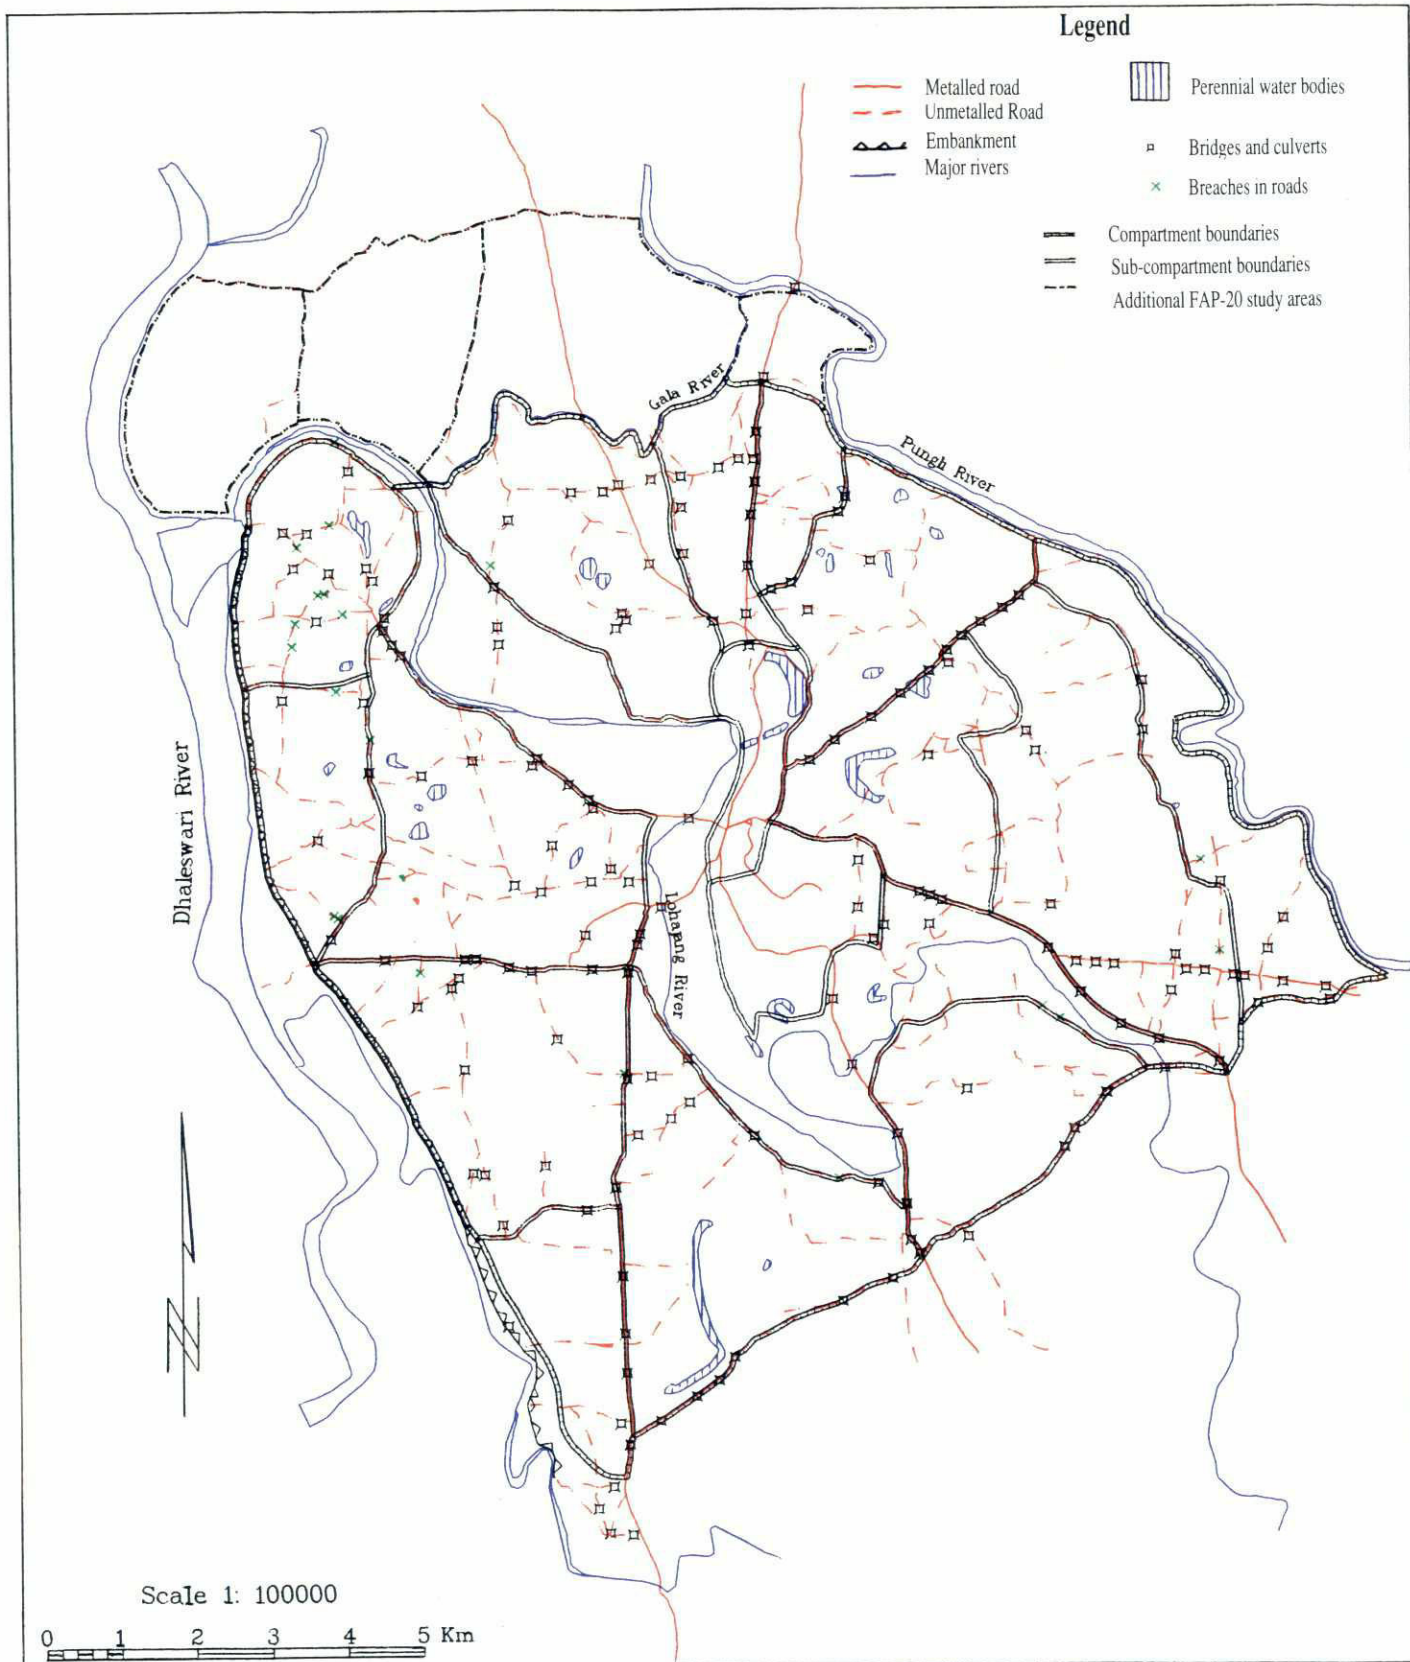 Legend
Metalled road
Unmetalled Road
Embankment
Major rivers
Perennial water bodies
Bridges and culverts
Breaches in roads
Compartment boundaries
Sub-compartment boundaries
Additional FAP-20 study areas
Gala River
Pungli River
Dhaleswari River
Lohajang River
Scale 1: 100000
0 1 2 3 4 5 Km